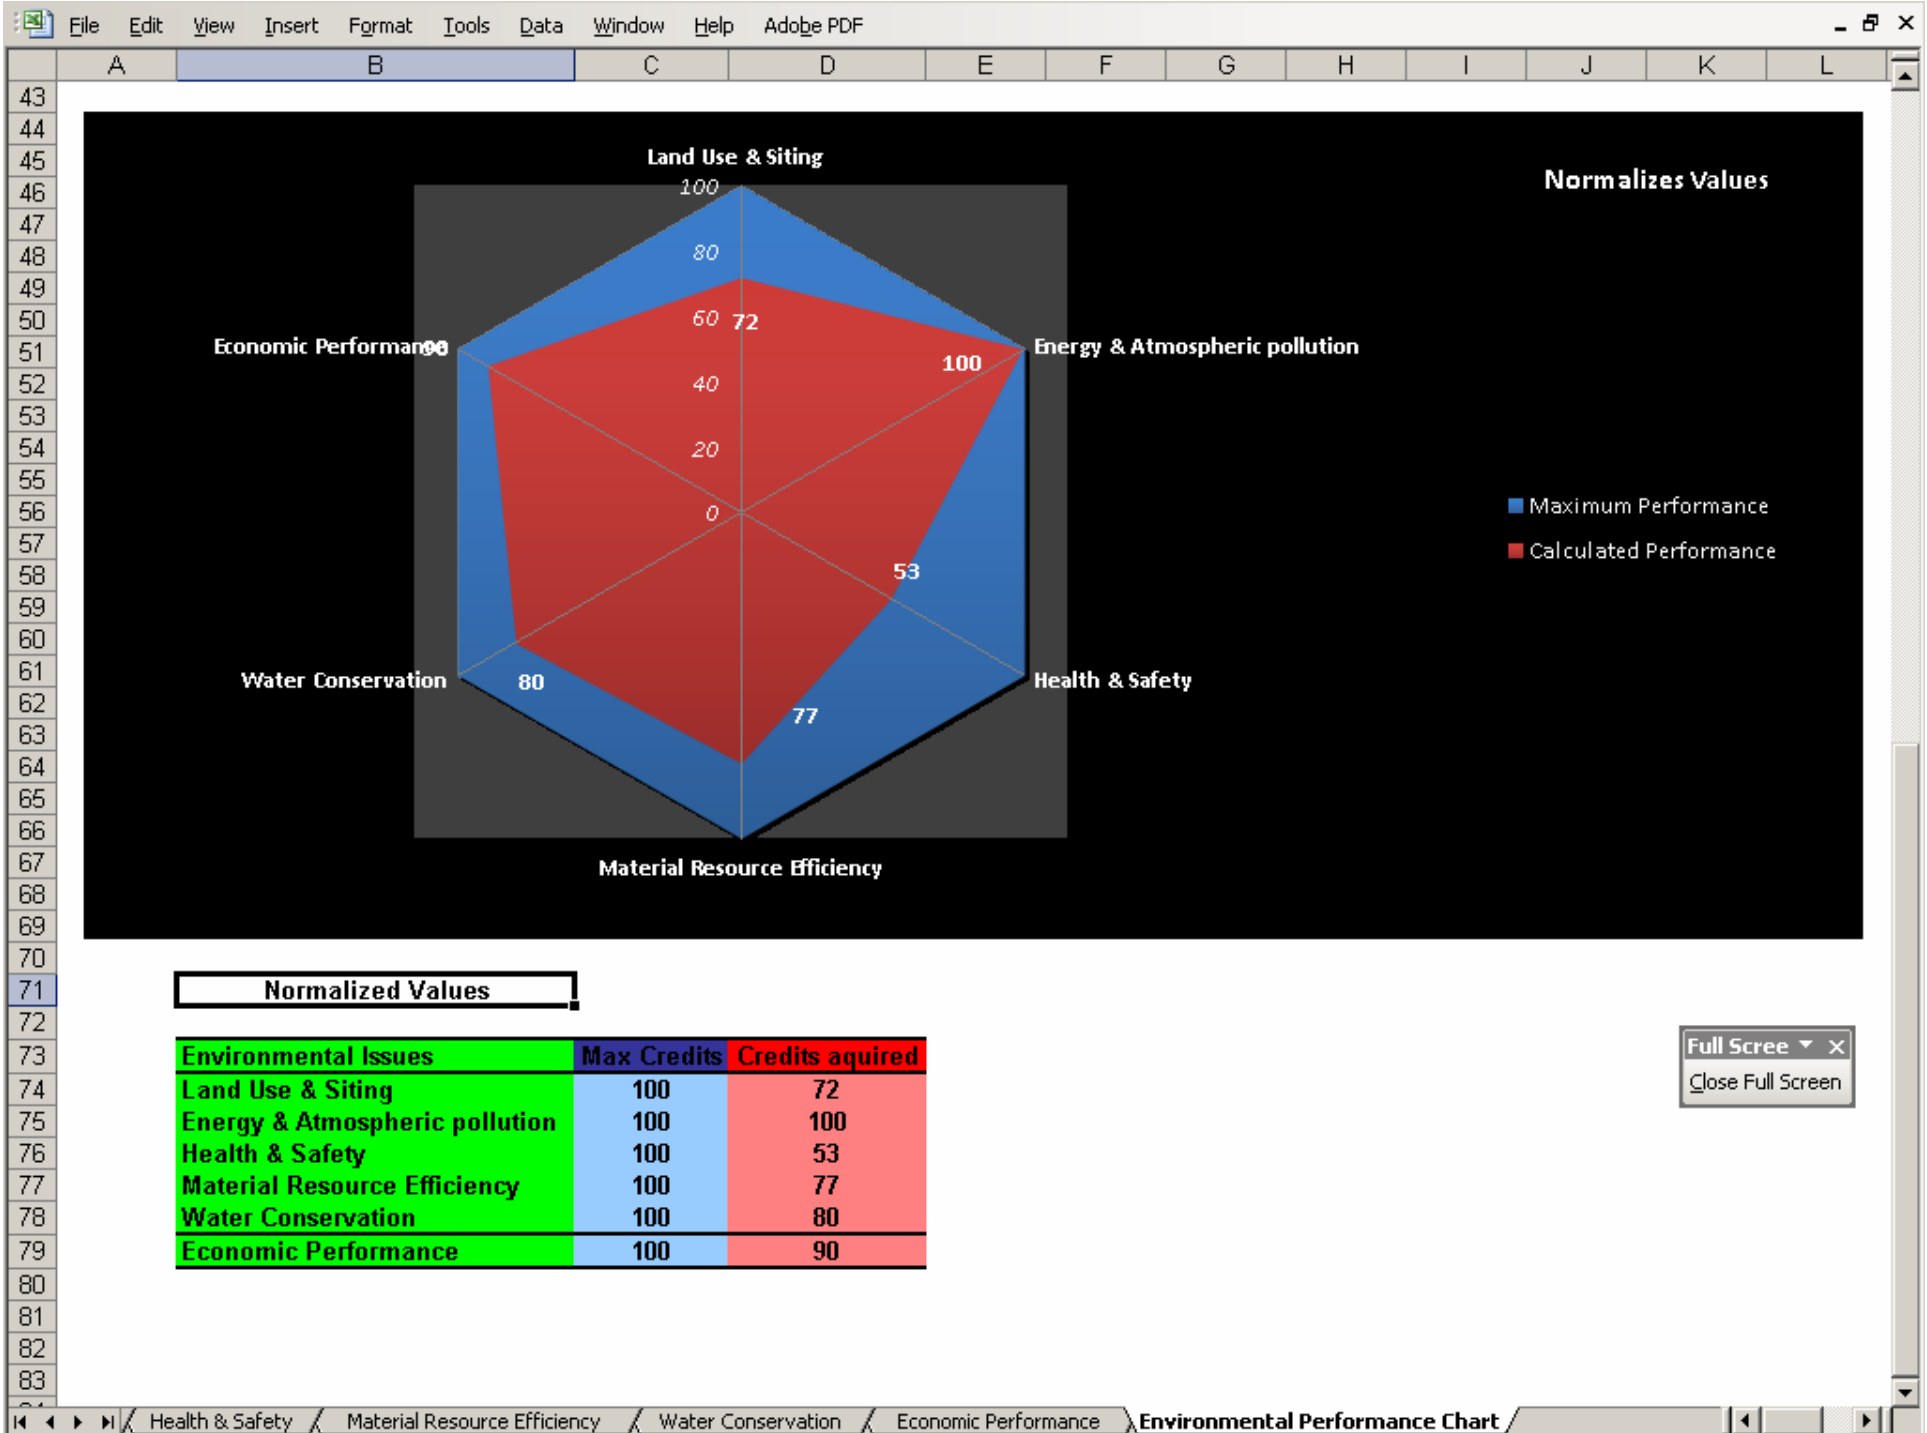 File Edit View Insert Format Tools Data Window Help Adobe PDF
A B C D E F G H I J K L
43
44
45
46
47
48
49
50
51
52
53
54
55
56
57
58
59
60
61
62
63
64
65
66
67
68
69
70
71
72
73
74
75
76
77
78
79
80
81
82
83
Land Use & Siting
Normalizes Values
100
80
60 72
Economic Performance 90
100 Energy & Atmospheric pollution
40
20
0
Maximum Performance
Calculated Performance
53
Water Conservation 80
Health & Safety
77
Material Resource Efficiency
Normalized Values
Environmental Issues Max Credits Credits aquired
Land Use & Siting 100 72
Energy & Atmospheric pollution 100 100
Health & Safety 100 53
Material Resource Efficiency 100 77
Water Conservation 100 80
Economic Performance 100 90
Full Scree
Close Full Screen
Health & Safety Material Resource Efficiency Water Conservation Economic Performance Environmental Performance Chart